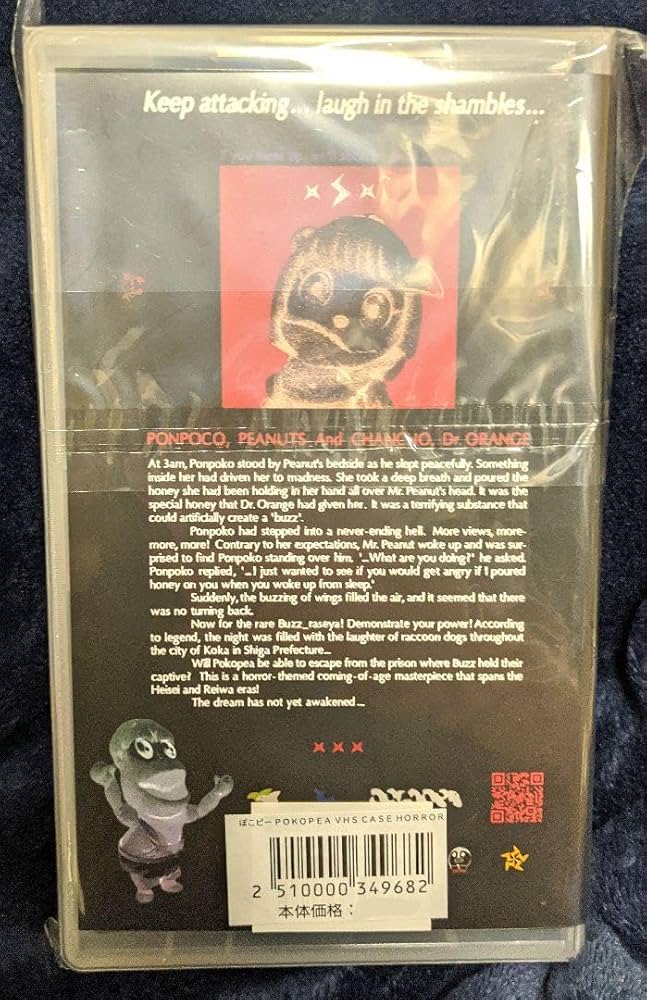 Keep attacking... laugh in the shambles...
PONPOCO, PEANUTS And CHANCHO, Dr ORANGE
At 3am, Ponpoko stood by Peanut's bedside as he slept peacefully. Something
inside her had driven her to madness. She took a deep breath and poured the
honey she had been holding in her hand all over Mr. Peanut's head. It was the
special honey that Dr. Orange had given her. It was a terrifying substance that
could artificially create a "buzz".
Ponpoko had stepped into a never-ending hell. More views, more-
more, more! Contrary to her expectations, Mr. Peanut woke up and was sur-
prised to find Ponpoko standing over him. '...What are you doing?' he asked.
Ponpoko replied, '...I just wanted to see if you would get angry if I poured
honey on you when you woke up from sleep.'
Suddenly, the buzzing of wings filled the air, and it seemed that there
was no turning back.
Now for the rare Buzz_raseya! Demonstrate your power! According
to legend, the night was filled with the laughter of raccoon dogs throughout
the city of Koka in Shiga Prefecture...
Will Pokopea be able to escape from the prison where Buzz held their
captive? This is a horror-themed coming-of-age masterpiece that spans the
Heisei and Reiwa eras!
The dream has not yet awakened...
ぽこピー POKOPEA VHS CASE HORROR
2 510000 349682
本体価格：